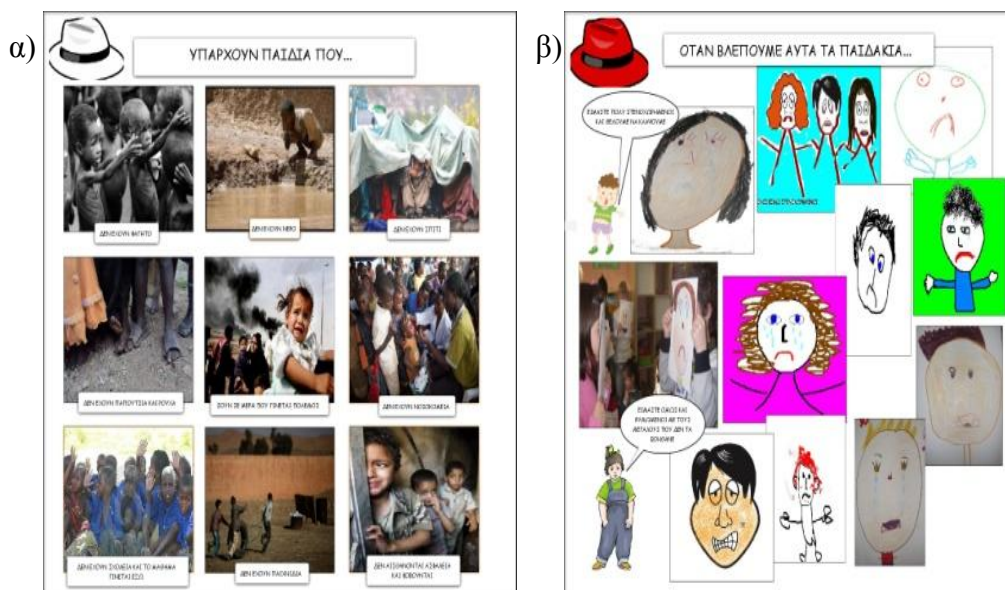 α)
ΥΠΑΡΧΟΥΝ ΠΑΙΔΙΑ ΠΟΥ...
ΔΕΝ ΕΧΟΥΝ ΦΑΓΗΤΟ
ΔΕΝ ΕΧΟΥΝ ΝΕΡΟ
ΔΕΝ ΕΧΟΥΝ ΣΠΙΤΙ
ΔΕΝ ΕΧΟΥΝ ΠΑΠΟΥΤΣΙΑ ΚΑΙ ΡΟΥΧΑ
ΖΟΥΝ ΣΕ ΜΕΡΗ ΠΟΥ ΓΙΝΕΤΑΙ ΠΟΛΕΜΟΣ
ΔΕΝ ΕΧΟΥΝ ΝΟΣΟΚΟΜΕΙΑ
ΔΕΝ ΕΧΟΥΝ ΣΧΟΛΕΙΑ ΚΑΙ ΤΟ ΜΑΘΗΜΑ
ΓΙΝΕΤΑΙ ΕΞΩ
ΔΕΝ ΕΧΟΥΝ ΠΑΙΧΝΙΔΙΑ
ΔΕΝ ΑΙΣΘΑΝΟΝΤΑΙ ΑΣΦΑΛΕΙΑ
ΚΑΙ ΦΟΒΟΥΝΤΑΙ
β)
ΟΤΑΝ ΒΛΕΠΟΥΜΕ ΑΥΤΑ ΤΑ ΠΑΙΔΑΚΙΑ...
ΕΙΜΑΣΤΕ ΠΟΛΥ ΣΤΕΝΟΧΩΡΗΜΕΝΟΙ
ΚΑΙ ΘΕΛΟΥΜΕ ΝΑ ΚΛΑΨΟΥΜΕ
ΕΙΜΑΣΤΕ ΟΜΩΣ ΚΑΙ
ΘΥΜΩΜΕΝΟΙ ΜΕ ΤΟΥΣ
ΜΕΓΑΛΟΥΣ ΠΟΥ ΔΕΝ ΤΑ
ΒΟΗΘΑΝΕ